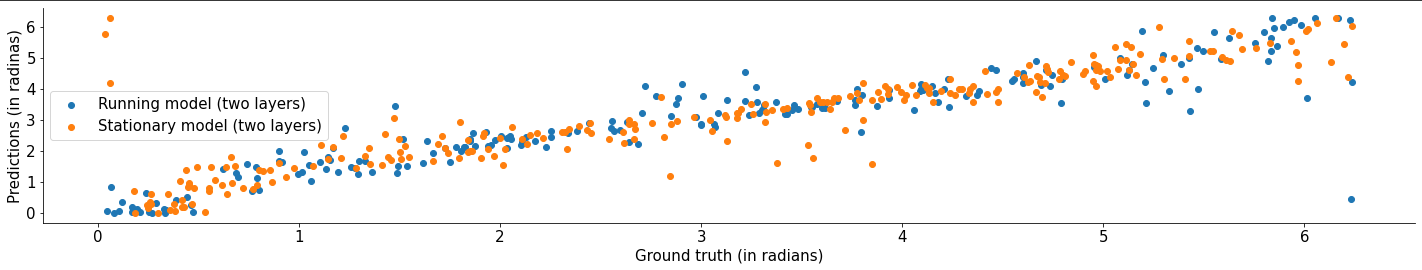 6
5
4
3
2
1
0
Predictions (in radinas)
Running model (two layers)
Stationary model (two layers)
0 1 2 3 4 5 6
Ground truth (in radians)